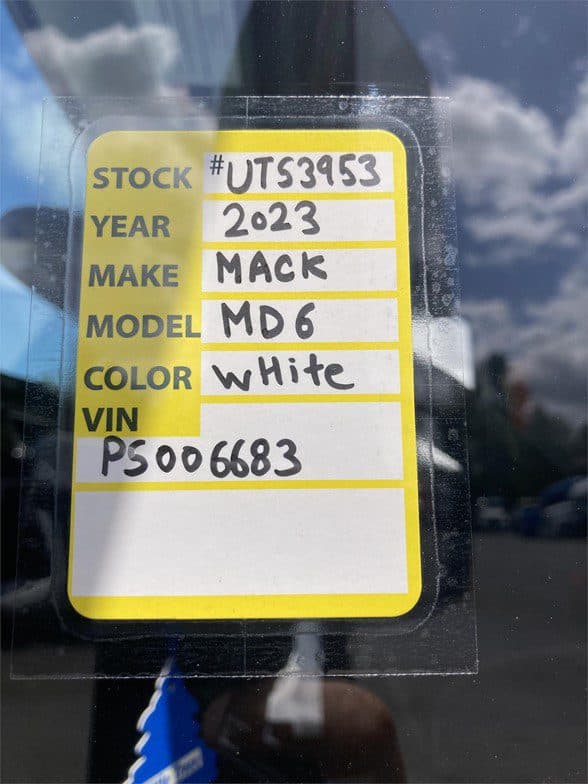 STOCK #UTS3953
YEAR 2023
MAKE MACK
MODEL MD6
COLOR WHite
VIN
PS006683